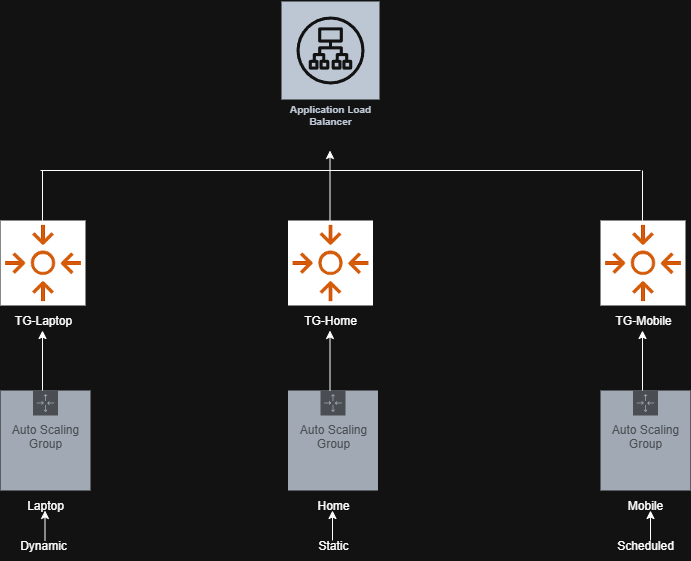 Application Load
Balancer
TG-Laptop
TG-Home
TG-Mobile
Auto Scaling
Group
Auto Scaling
Group
Auto Scaling
Group
Laptop
Home
Mobile
Dynamic
Static
Scheduled